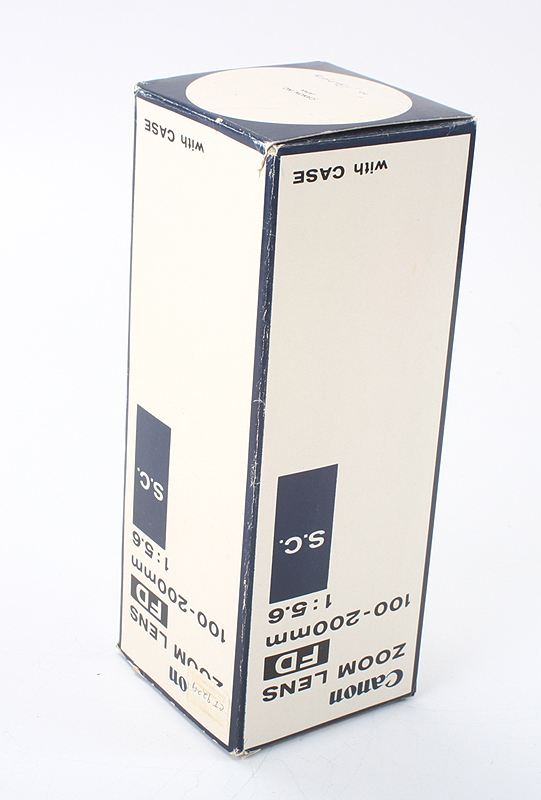 Canon
ZOOM LENS
FD
100-200mm
1:5.6
S.C.
with CASE
on
ZOOM LENS
FD
100-200mm
1:5.6
S.C.
with CASE